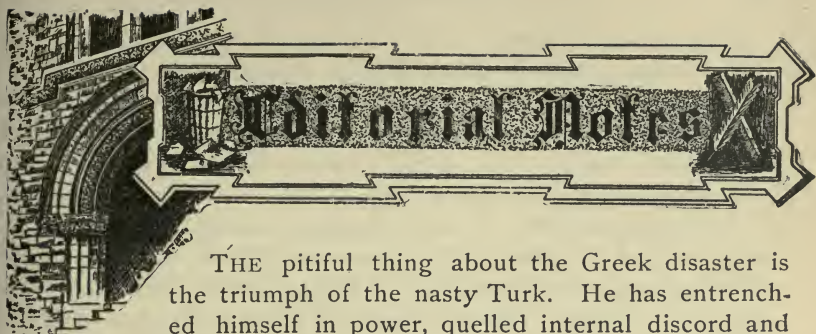 Editorial Notes
THE pitiful thing about the Greek disaster is
the triumph of the nasty Turk. He has entrench-
ed himself in power, quelled internal discord and